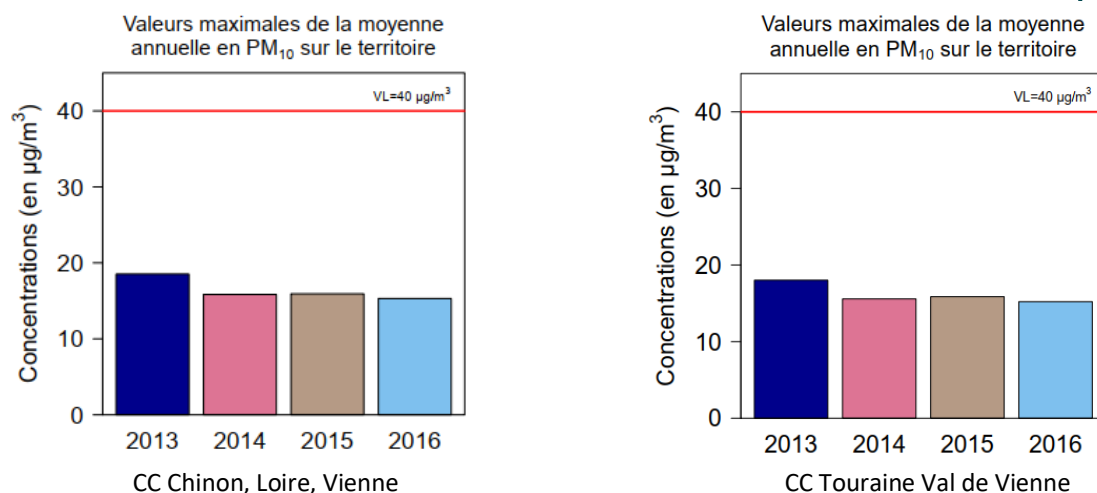 Valeurs maximales de la moyenne
annuelle en PM₁₀ sur le territoire
VL=40 µg/m³
Concentrations (en µg/m³)
40
30
20
10
0
2013 2014 2015 2016
CC Chinon, Loire, Vienne
Valeurs maximales de la moyenne
annuelle en PM₁₀ sur le territoire
VL=40 µg/m³
Concentrations (en µg/m³)
40
30
20
10
0
2013 2014 2015 2016
CC Touraine Val de Vienne